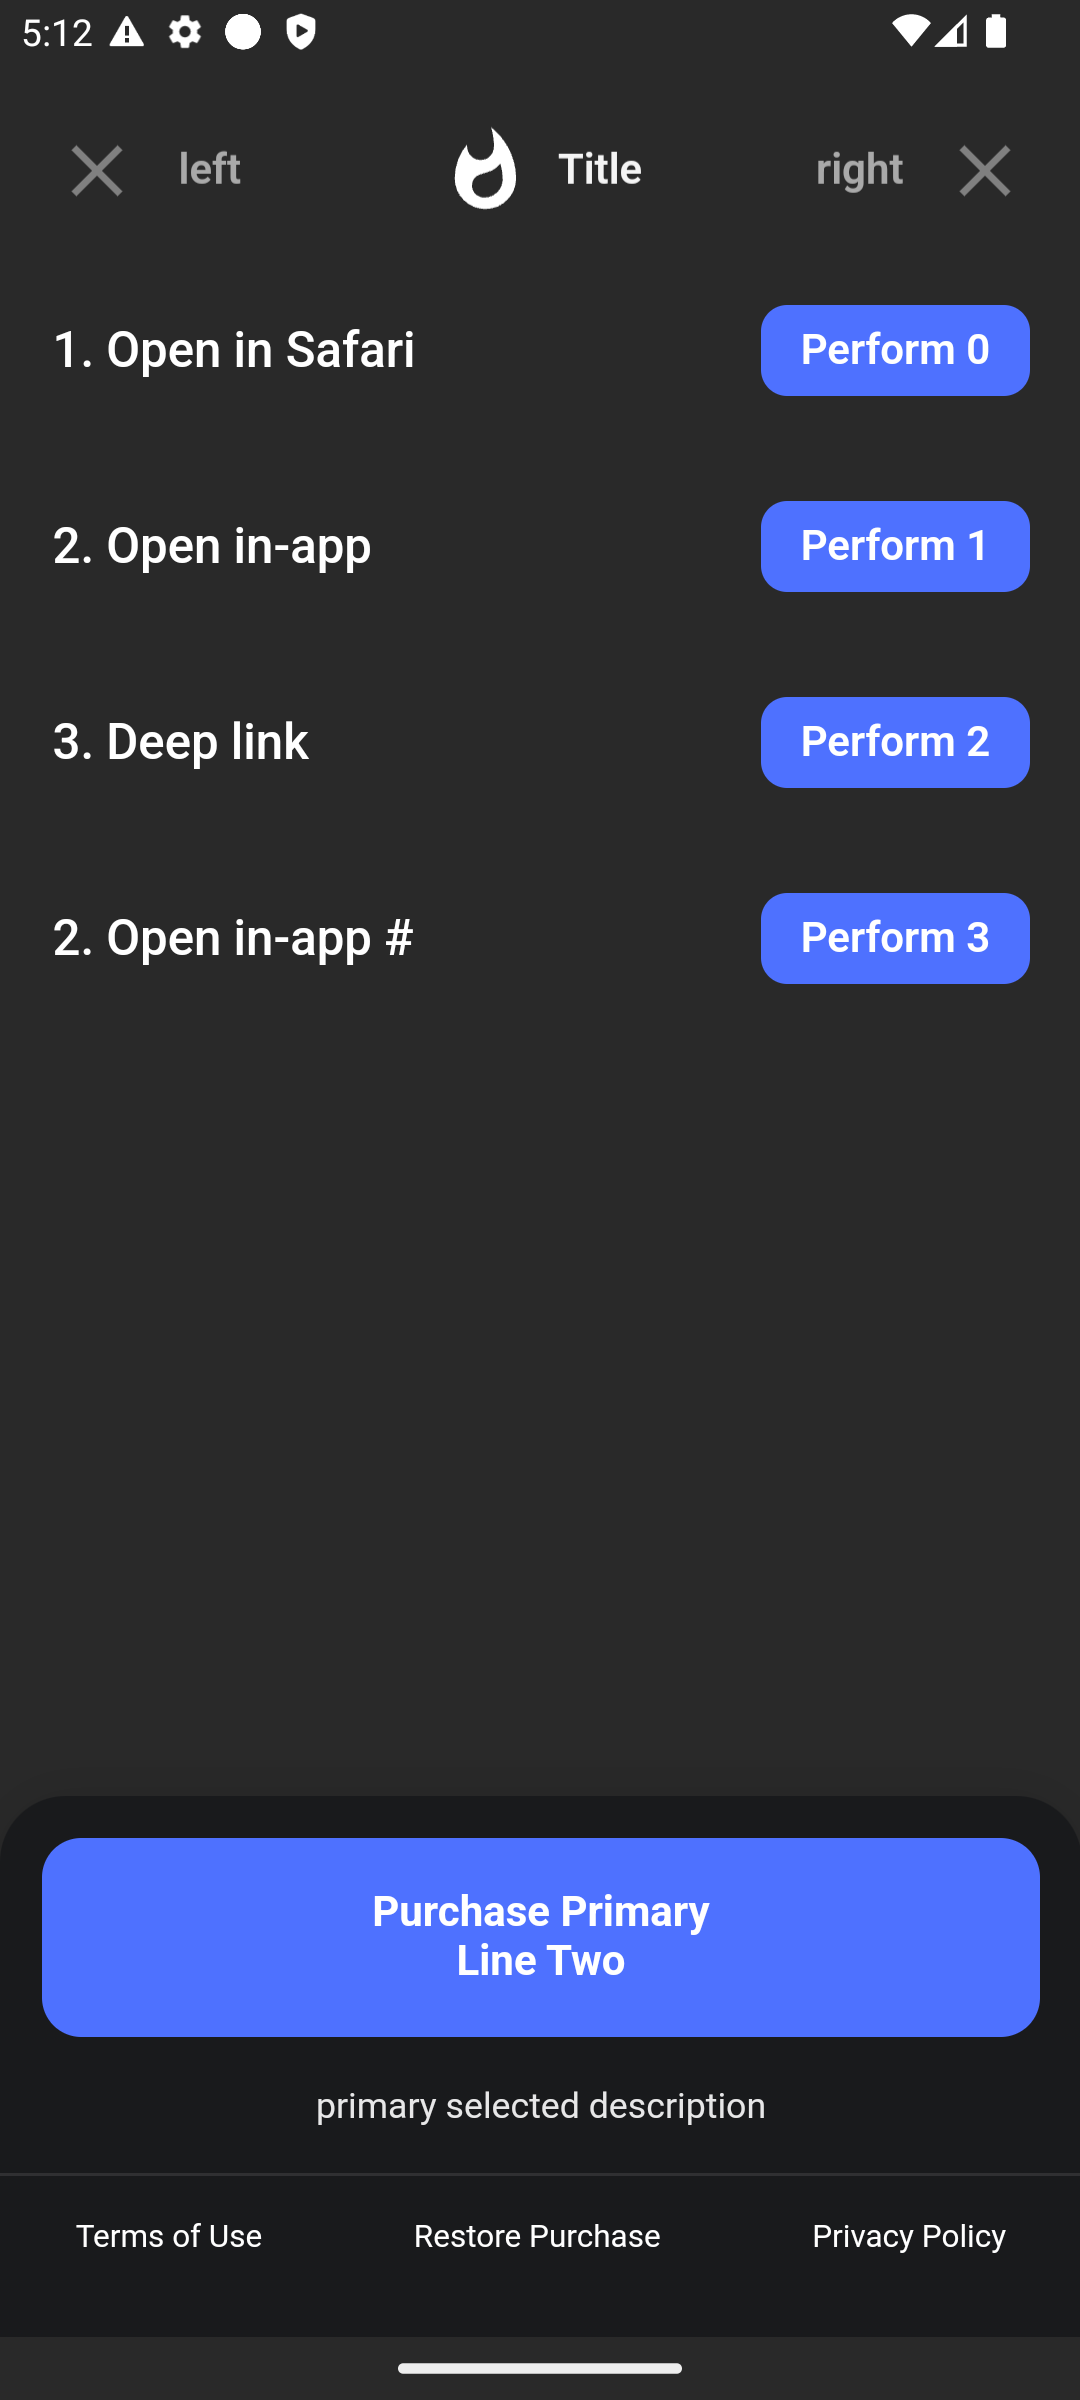 5:12
left Title right
1. Open in Safari Perform 0
2. Open in-app Perform 1
3. Deep link Perform 2
2. Open in-app # Perform 3
Purchase Primary
Line Two
primary selected description
Terms of Use Restore Purchase Privacy Policy